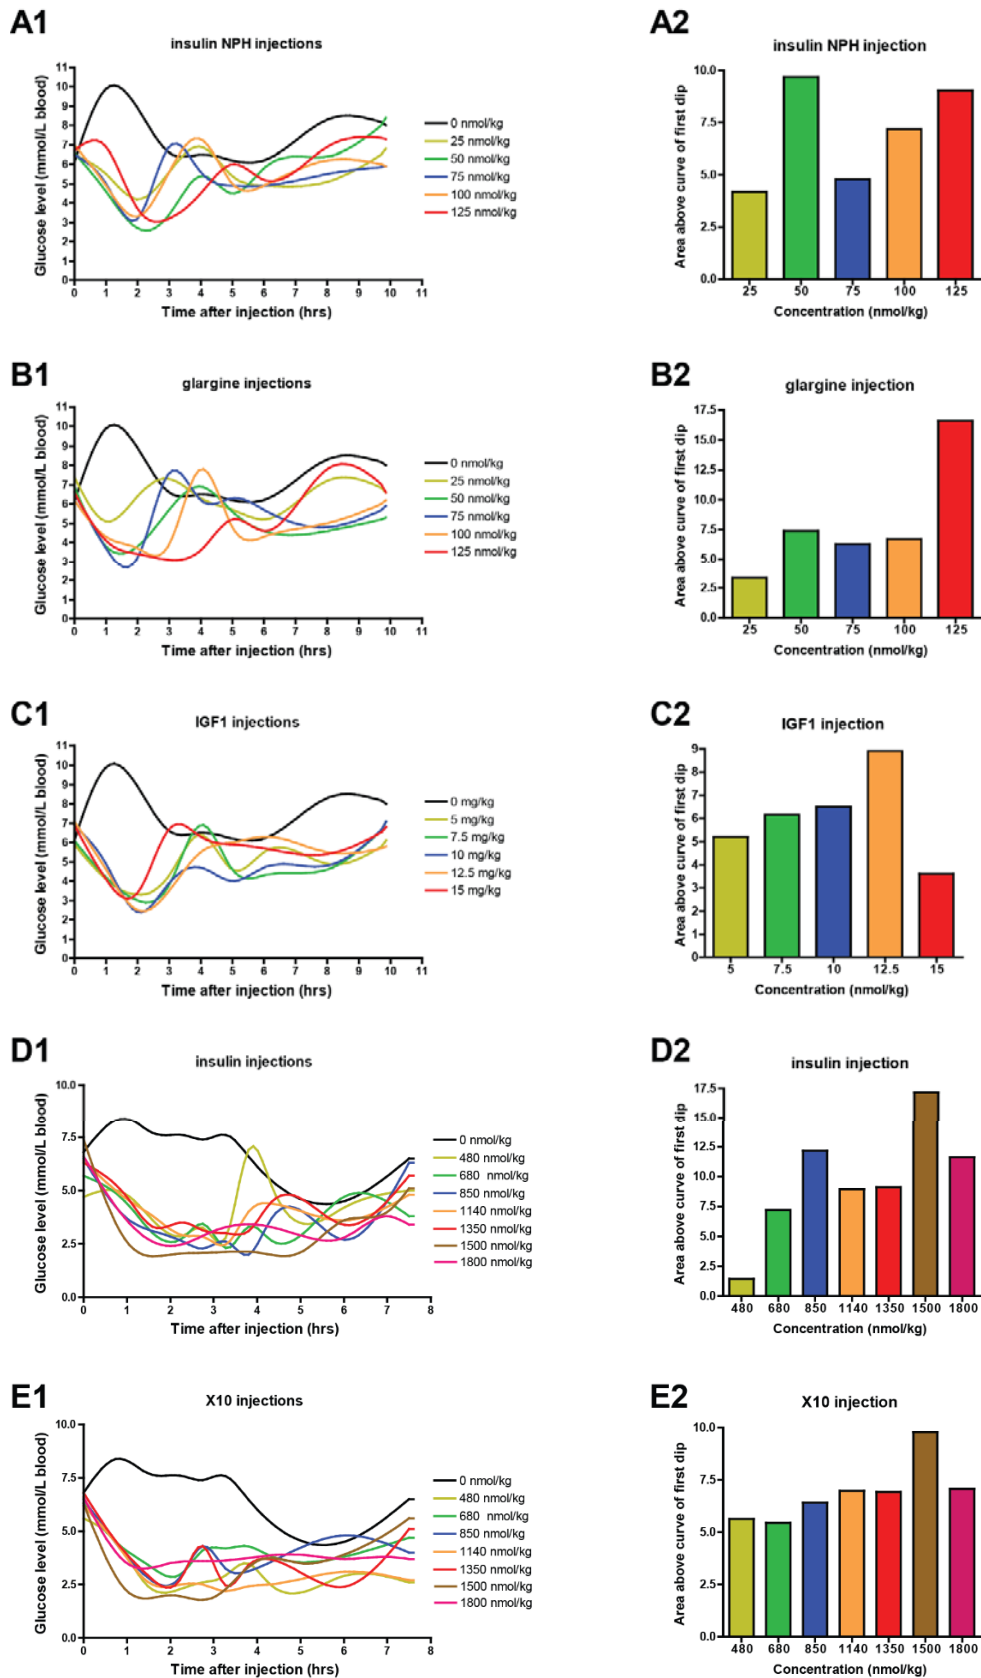 A1
insulin NPH injections
Glucose level (mmol/L blood)
11
10
9
8
7
6
5
4
3
2
1
0
0 1 2 3 4 5 6 7 8 9 10 11
Time after injection (hrs)
0 nmol/kg
25 nmol/kg
50 nmol/kg
75 nmol/kg
100 nmol/kg
125 nmol/kg
A2
insulin NPH injection
Area above curve of first dip
10.0
7.5
5.0
2.5
0.0
25 50 75 100 125
Concentration (nmol/kg)
B1
glargine injections
Glucose level (mmol/L blood)
11
10
9
8
7
6
5
4
3
2
1
0
0 1 2 3 4 5 6 7 8 9 10 11
Time after injection (hrs)
0 nmol/kg
25 nmol/kg
50 nmol/kg
75 nmol/kg
100 nmol/kg
125 nmol/kg
B2
glargine injection
Area above curve of first dip
17.5
15.0
12.5
10.0
7.5
5.0
2.5
0.0
25 50 75 100 125
Concentration (nmol/kg)
C1
IGF1 injections
Glucose level (mmol/L blood)
11
10
9
8
7
6
5
4
3
2
1
0
0 1 2 3 4 5 6 7 8 9 10 11
Time after injection (hrs)
0 mg/kg
5 mg/kg
7.5 mg/kg
10 mg/kg
12.5 mg/kg
15 mg/kg
C2
IGF1 injection
Area above curve of first dip
9
8
7
6
5
4
3
2
1
0
5 7.5 10 12.5 15
Concentration (nmol/kg)
D1
insulin injections
Glucose level (mmol/L blood)
10.0
7.5
5.0
2.5
0.0
0 1 2 3 4 5 6 7 8
Time after injection (hrs)
0 nmol/kg
480 nmol/kg
680 nmol/kg
850 nmol/kg
1140 nmol/kg
1350 nmol/kg
1500 nmol/kg
1800 nmol/kg
D2
insulin injection
Area above curve of first dip
17.5
15.0
12.5
10.0
7.5
5.0
2.5
0.0
480 680 850 1140 1350 1500 1800
Concentration (nmol/kg)
E1
X10 injections
Glucose level (mmol/L blood)
10.0
7.5
5.0
2.5
0.0
0 1 2 3 4 5 6 7 8
Time after injection (hrs)
0 nmol/kg
480 nmol/kg
680 nmol/kg
850 nmol/kg
1140 nmol/kg
1350 nmol/kg
1500 nmol/kg
1800 nmol/kg
E2
X10 injection
Area above curve of first dip
10.0
7.5
5.0
2.5
0.0
480 680 850 1140 1350 1500 1800
Concentration (nmol/kg)